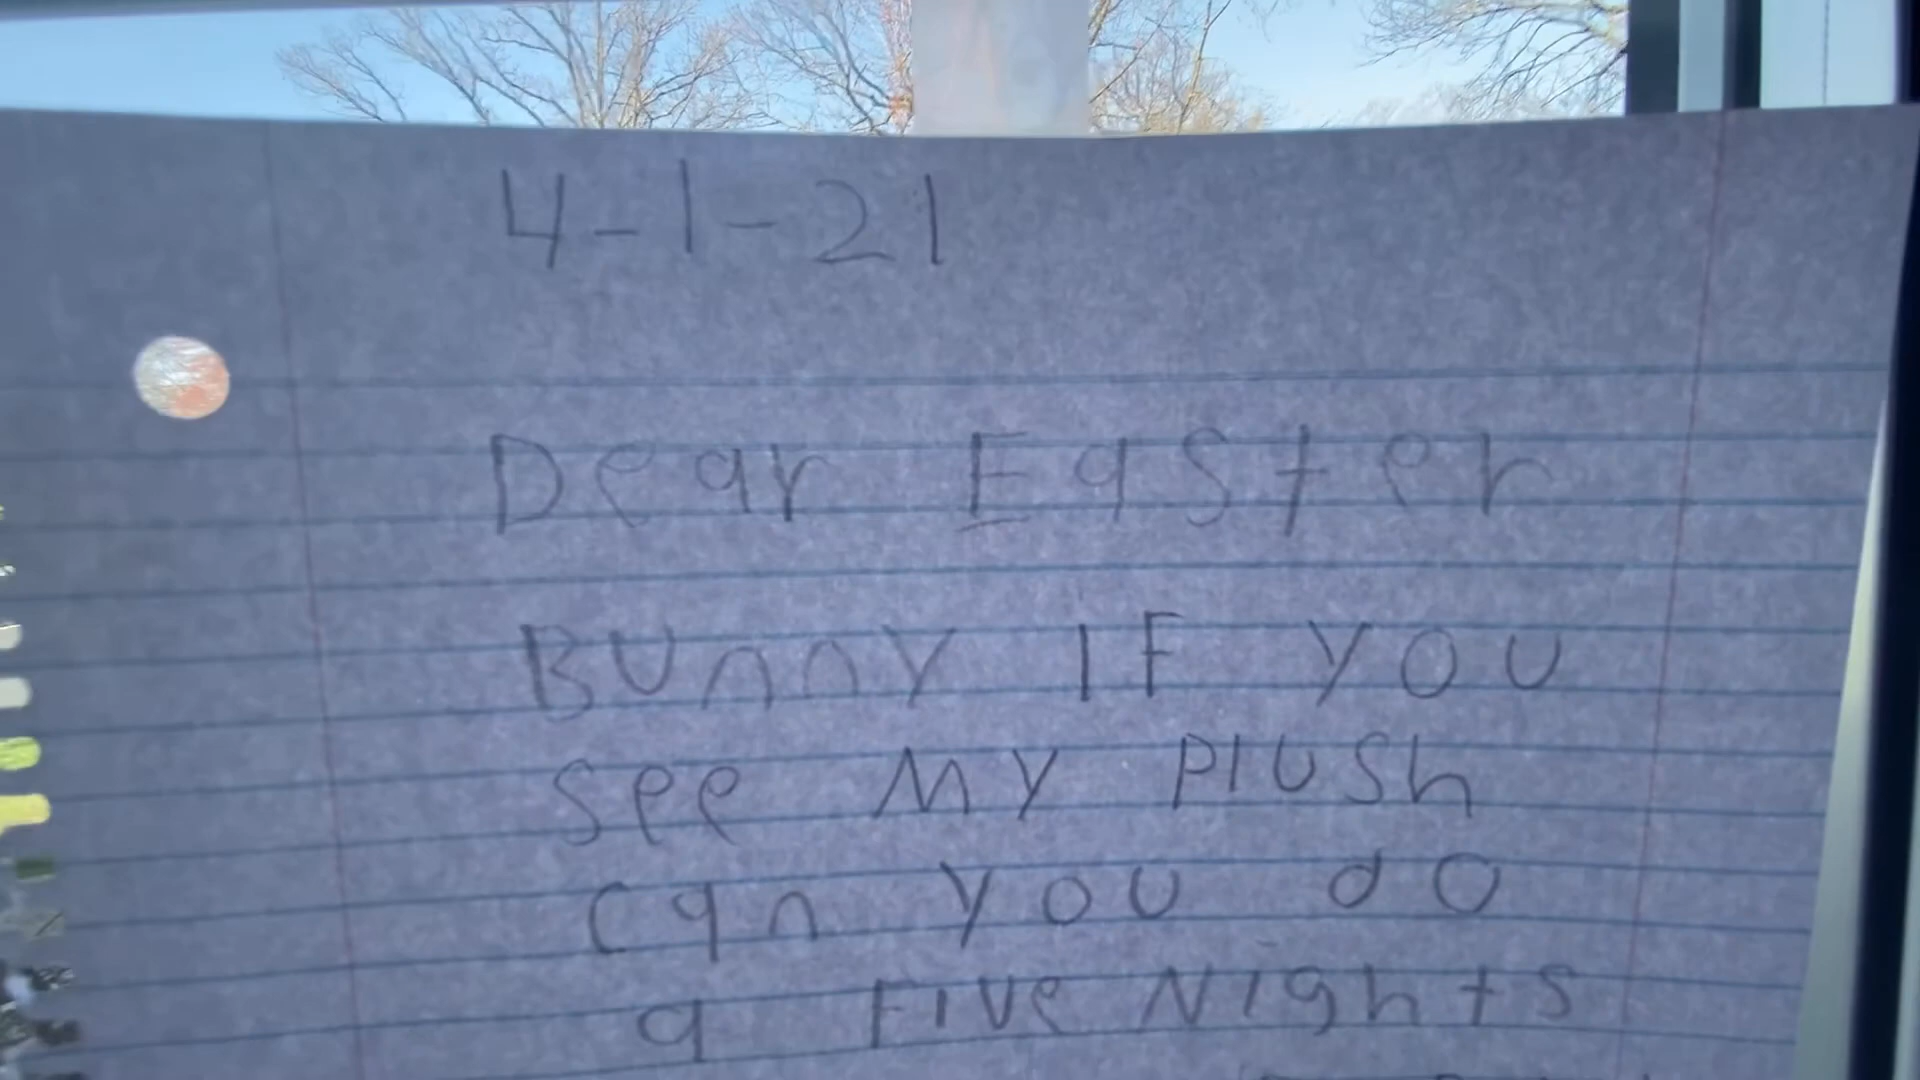 4-1-21
Dear Easter
Bunny IF you
see My Plush
can you do
a Five Nights